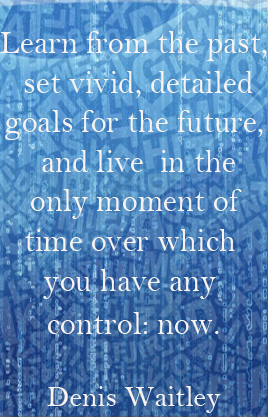 Learn from the past,
set vivid, detailed
goals for the future,
and live in the
only moment of
time over which
you have any
control: now.
Denis Waitley